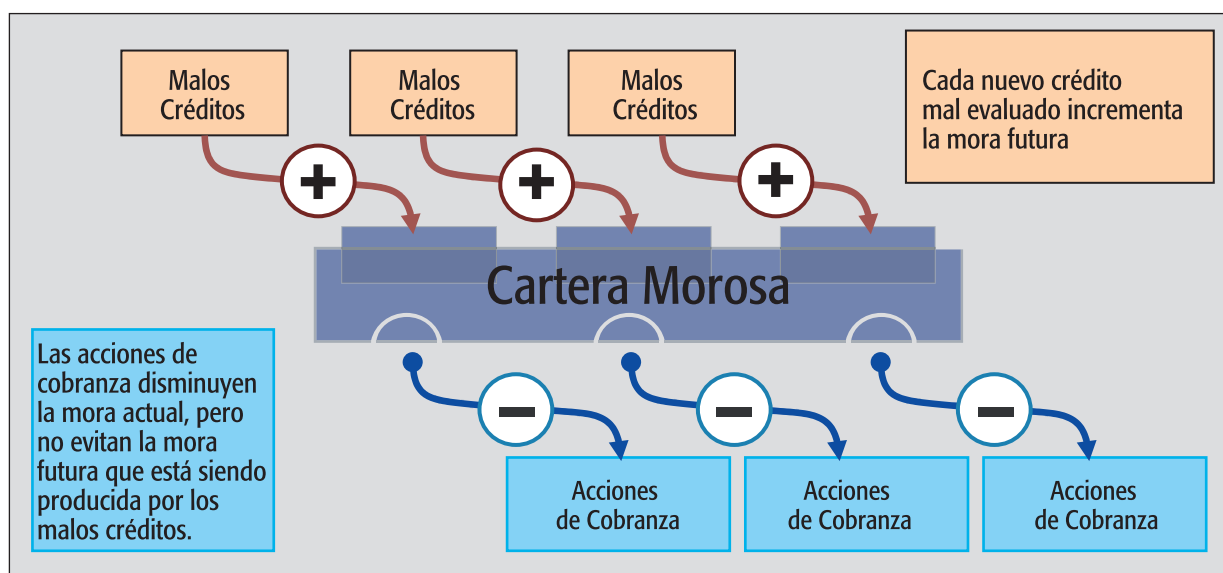 Malos
Créditos
Malos
Créditos
Malos
Créditos
Cada nuevo crédito
mal evaluado incrementa
la mora futura
+
+
+
Cartera Morosa
Las acciones de
cobranza disminuyen
la mora actual, pero
no evitan la mora
futura que está siendo
producida por los
malos créditos.
−
−
−
Acciones
de Cobranza
Acciones
de Cobranza
Acciones
de Cobranza